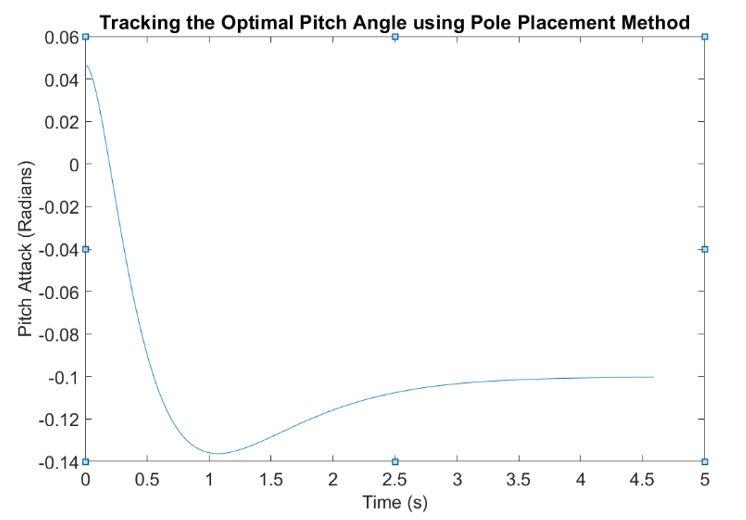 Tracking the Optimal Pitch Angle using Pole Placement Method
0.06
0.04
0.02
0
-0.02
-0.04
-0.06
-0.08
-0.1
-0.12
-0.14
Pitch Attack (Radians)
0 0.5 1 1.5 2 2.5 3 3.5 4 4.5 5
Time (s)